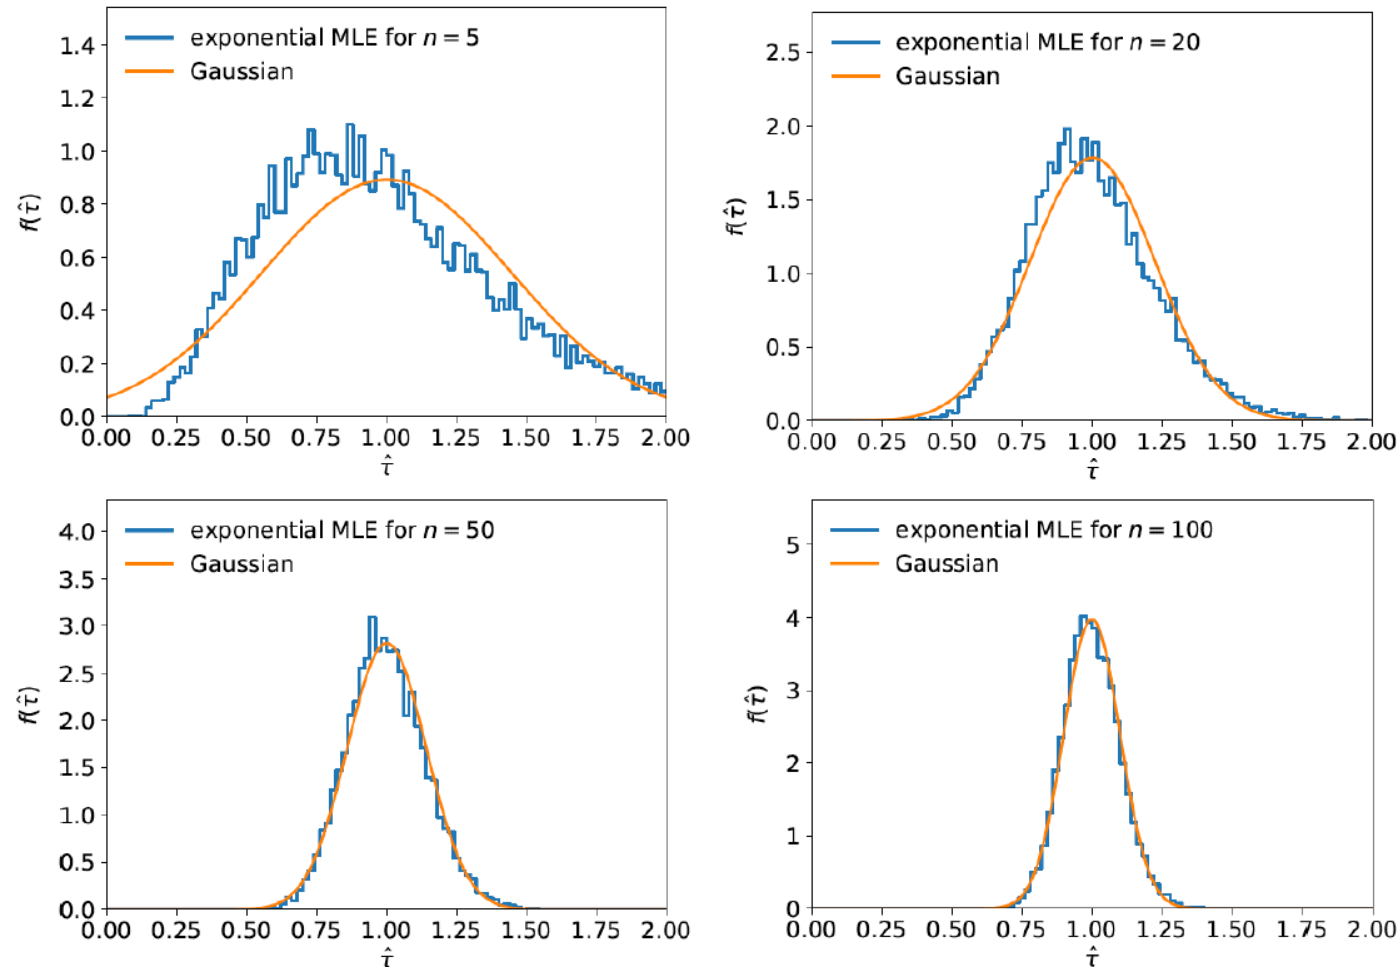 exponential MLE for n = 5
Gaussian
1.4
1.2
1.0
0.8
0.6
0.4
0.2
0.0
f(τ̂)
0.00 0.25 0.50 0.75 1.00 1.25 1.50 1.75 2.00
τ̂
exponential MLE for n = 20
Gaussian
2.5
2.0
1.5
1.0
0.5
0.0
f(τ̂)
0.00 0.25 0.50 0.75 1.00 1.25 1.50 1.75 2.00
τ̂
exponential MLE for n = 50
Gaussian
4.0
3.5
3.0
2.5
2.0
1.5
1.0
0.5
0.0
f(τ̂)
0.00 0.25 0.50 0.75 1.00 1.25 1.50 1.75 2.00
τ̂
exponential MLE for n = 100
Gaussian
5
4
3
2
1
0
f(τ̂)
0.00 0.25 0.50 0.75 1.00 1.25 1.50 1.75 2.00
τ̂